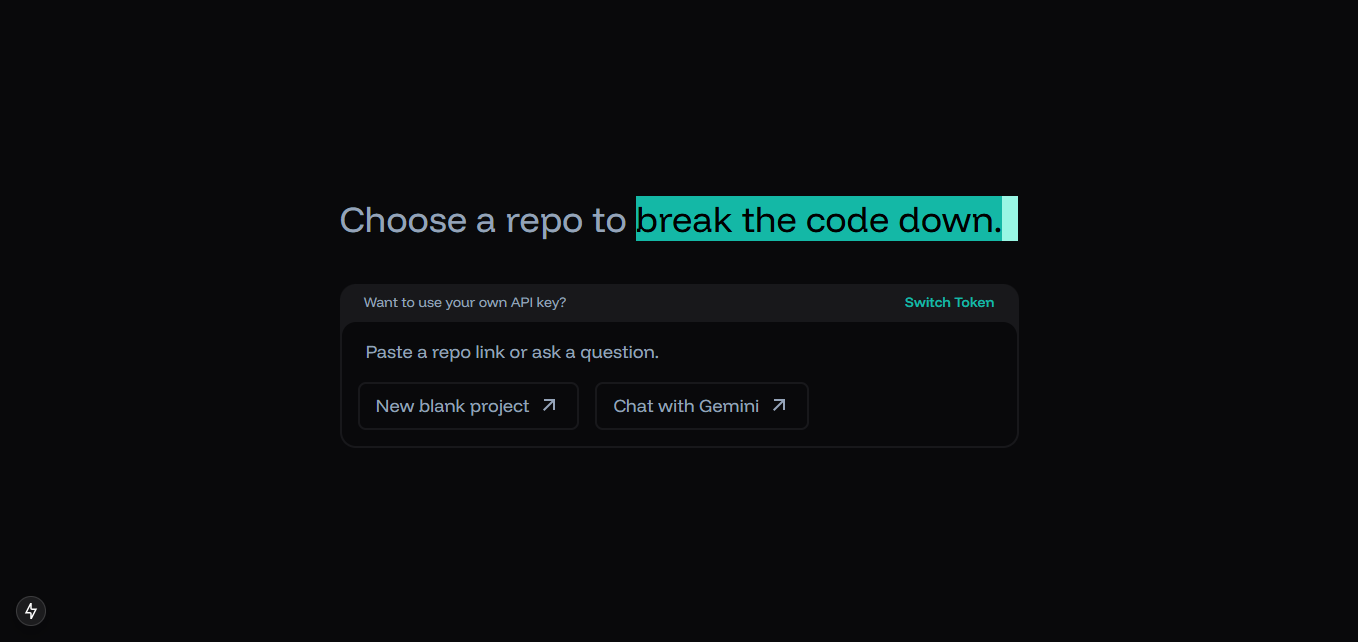 Choose a repo to break the code down.
Want to use your own API key? Switch Token
Paste a repo link or ask a question.
New blank project Chat with Gemini